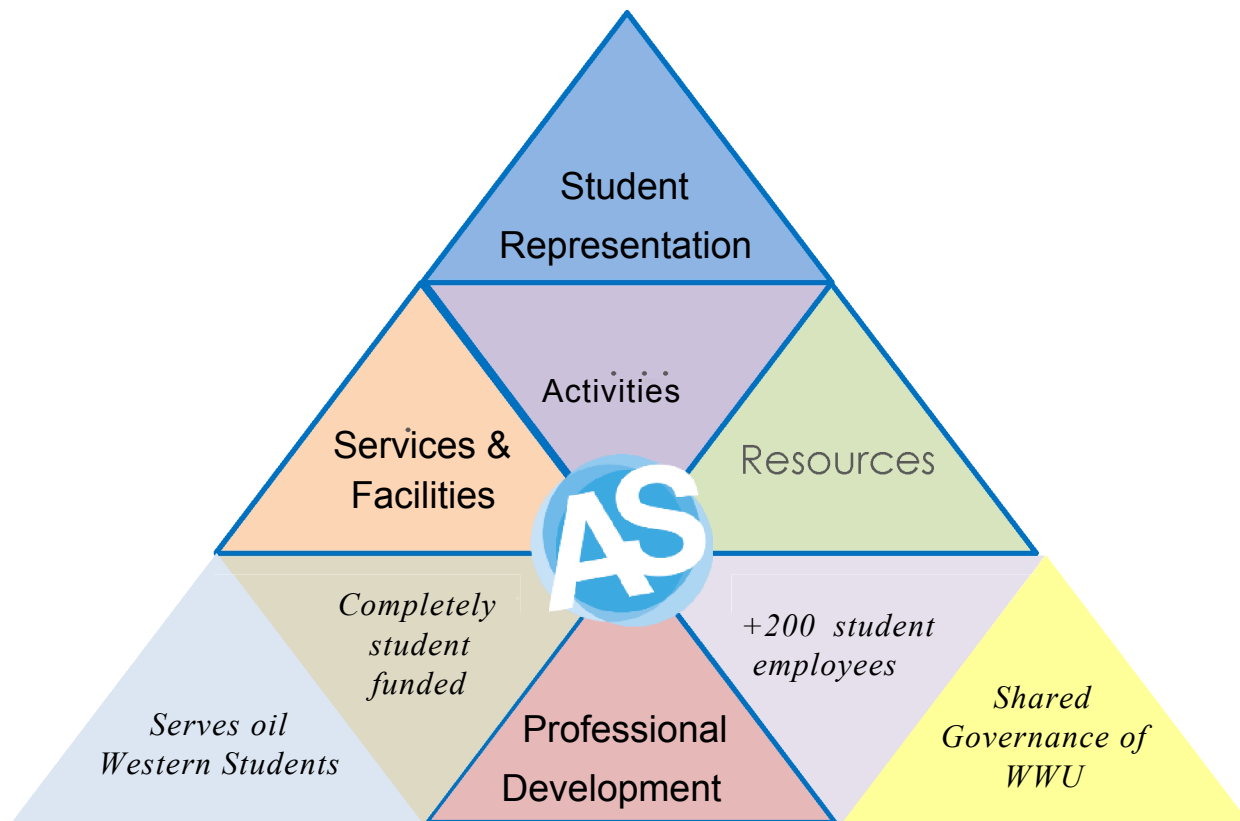 Student
Representation
Activities
Services &
Facilities
Resources
AS
Completely
student
funded
+200 student
employees
Serves oil
Western Students
Professional
Development
Shared
Governance of
WWU